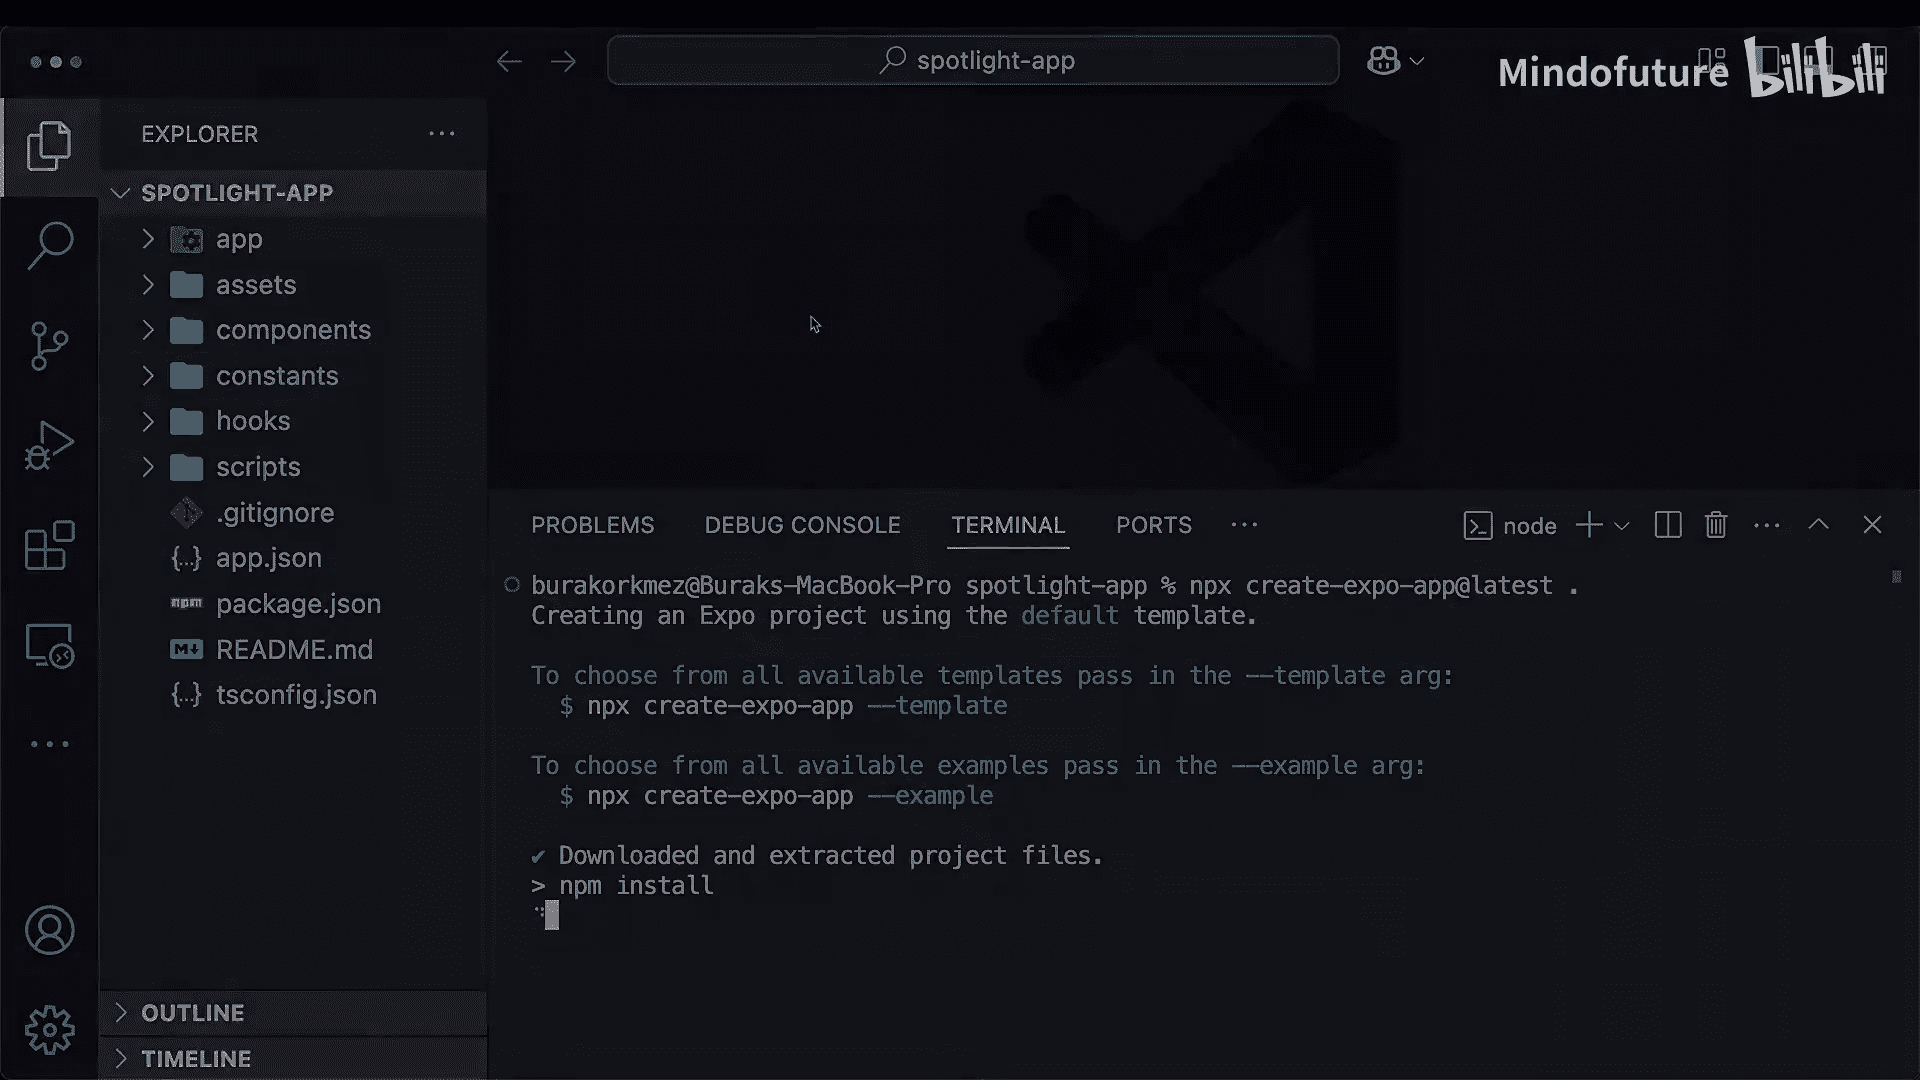 spotlight-app
Mindofuture bilibili
EXPLORER
SPOTLIGHT-APP
app
assets
components
constants
hooks
scripts
.gitignore
{...} app.json
npm package.json
M↓ README.md
{...} tsconfig.json
OUTLINE
TIMELINE
PROBLEMS DEBUG CONSOLE TERMINAL PORTS
node
burakorkmez@Buraks-MacBook-Pro spotlight-app % npx create-expo-app@latest .
Creating an Expo project using the default template.
To choose from all available templates pass in the --template arg:
$ npx create-expo-app --template
To choose from all available examples pass in the --example arg:
$ npx create-expo-app --example
✔ Downloaded and extracted project files.
> npm install